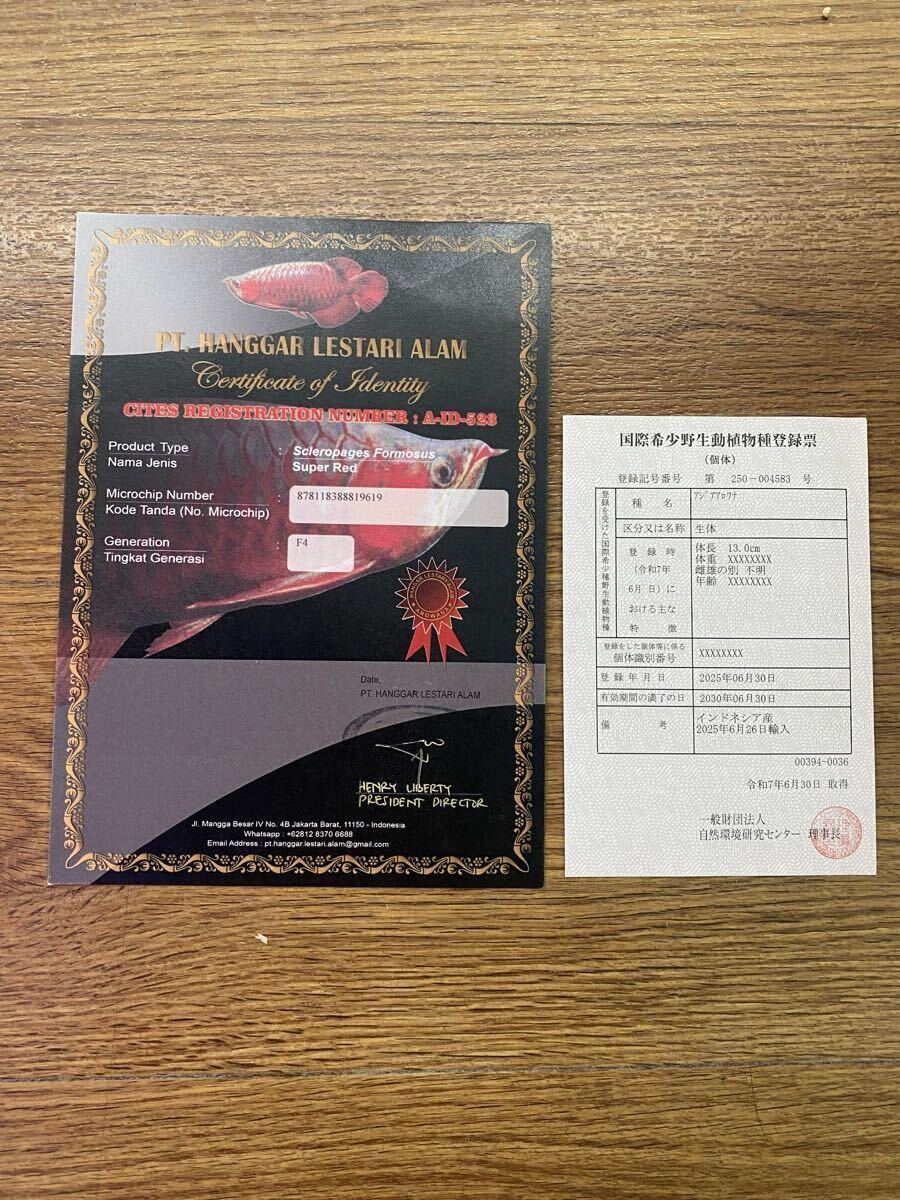 PT. HANGGAR LESTARI ALAM
Certificate of Identity
CITES REGISTRATION NUMBER : A-ID-523
Product Type : Scleropages Formosus
Nama Jenis Super Red
Microchip Number : 878118388819619
Kode Tanda (No. Microchip)
Generation : F4
Tingkat Generasi
HANGGAR LESTARI ALAM
AROWANA
Date,
PT. HANGGAR LESTARI ALAM
HENRY LIBERTY
PRESIDENT DIRECTOR
Jl. Mangga Besar IV No. 4B Jakarta Barat, 11150 - Indonesia
Whatsapp : +62812 8370 6688
Email Address : pt.hanggar.lestari.alam@gmail.com
国際希少野生動植物種登録票
(個体)
登録記号番号 第 250-004583 号
登録を受けた国際希少野生動植物種
種 名 アジアアロワナ
区分又は名称 生体
登 録 時
(令和7年
6月 日)に
おける主な
特 徴
体長 13.0cm
体重 XXXXXXXX
雌雄の別 不明
年齢 XXXXXXXX
登録をした個体等に係る
個体識別番号 XXXXXXXX
登 録 年 月 日 2025年06月30日
有効期間の満了の日 2030年06月30日
備 考 インドネシア産
2025年6月26日輸入
00394-0036
令和7年6月30日 取得
一般財団法人
自然環境研究センター 理事長